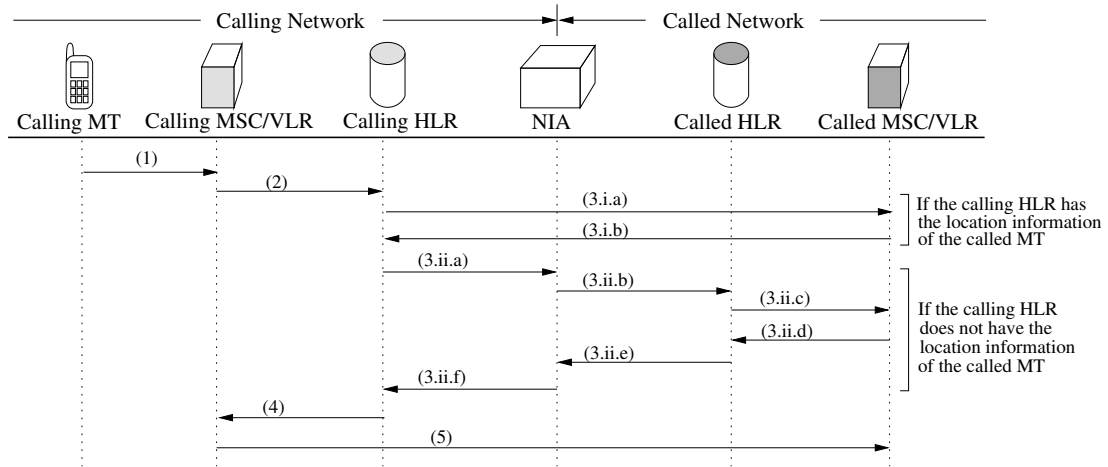 Calling Network
Called Network
Calling MT
Calling MSC/VLR
Calling HLR
NIA
Called HLR
Called MSC/VLR
(1)
(2)
(3.i.a)
(3.i.b)
If the calling HLR has
the location information
of the called MT
(3.ii.a)
(3.ii.b)
(3.ii.c)
(3.ii.d)
(3.ii.e)
(3.ii.f)
If the calling HLR
does not have the
location information
of the called MT
(4)
(5)